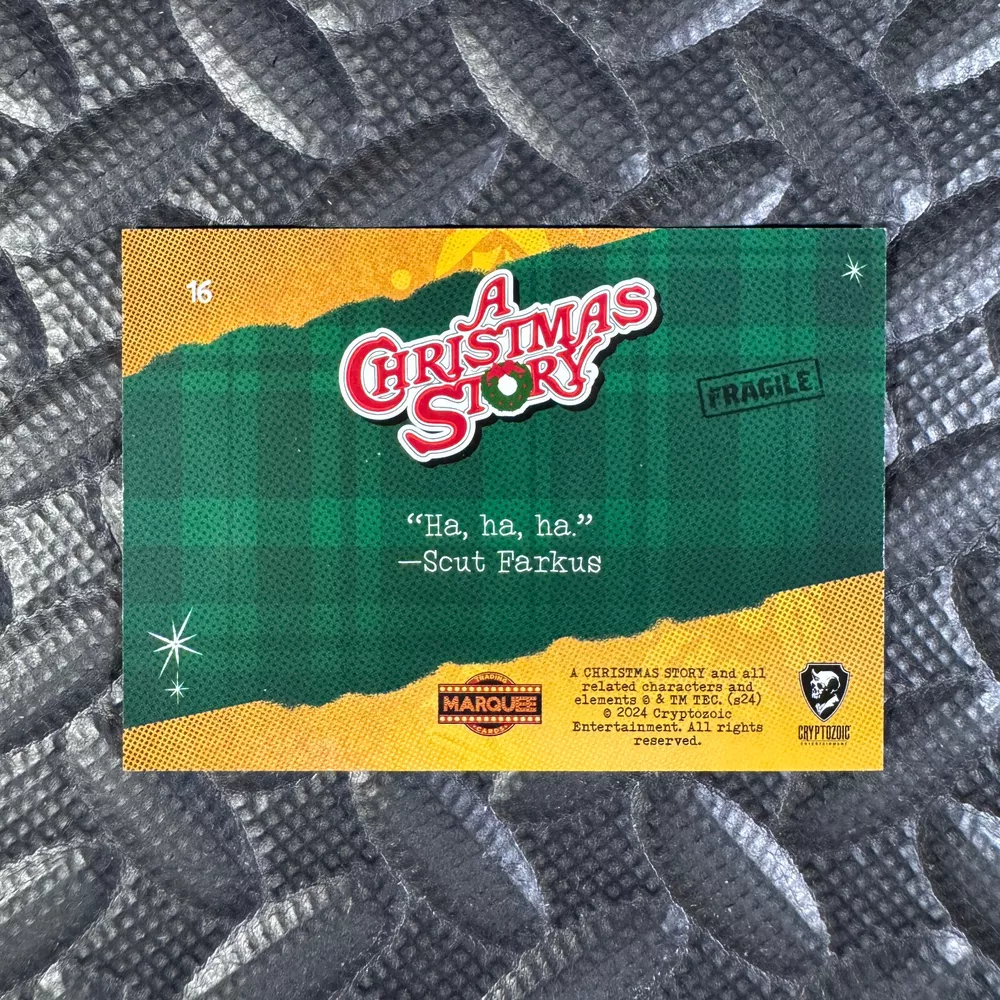 16
A
CHRISTMAS
STORY
FRAGILE
“Ha, ha, ha.”
—Scut Farkus
TRADING
MARQUEE
CARDS
A CHRISTMAS STORY and all
related characters and
elements © & TM TEC. (s24)
© 2024 Cryptozoic
Entertainment. All rights
reserved.
CRYPTOZOIC
ENTERTAINMENT